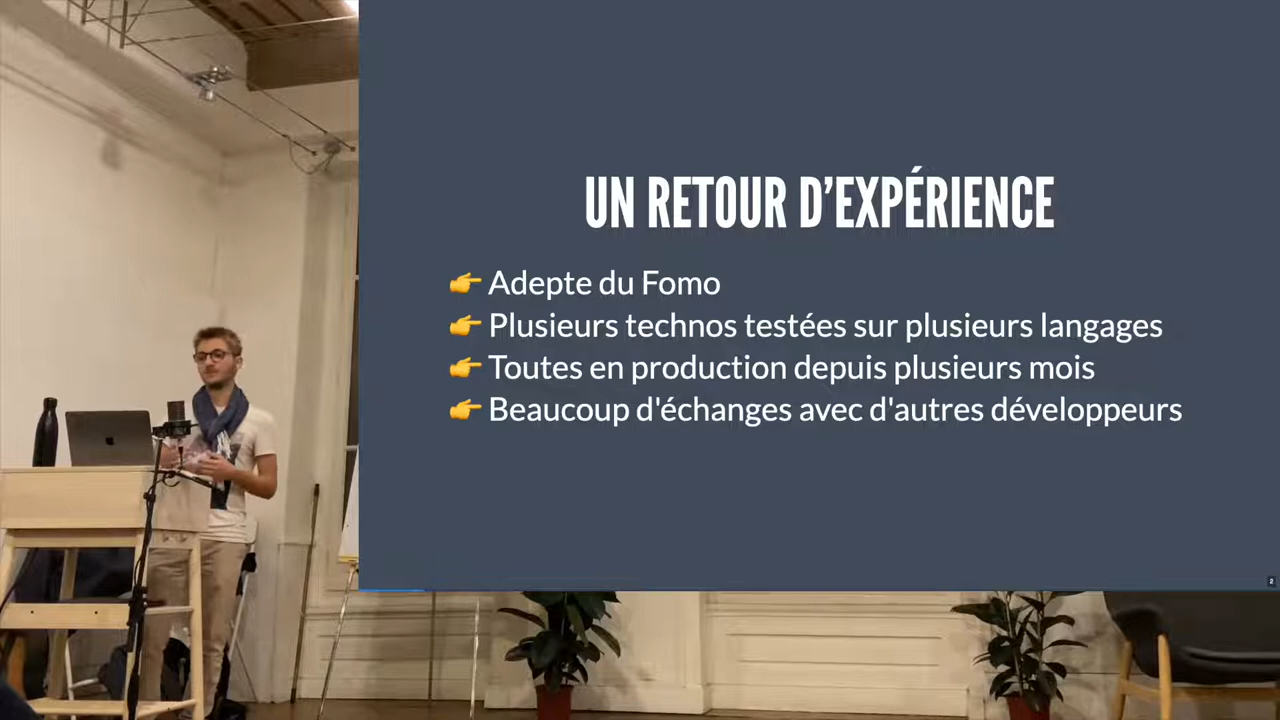 UN RETOUR D’EXPÉRIENCE
👉 Adepte du Fomo
👉 Plusieurs technos testées sur plusieurs langages
👉 Toutes en production depuis plusieurs mois
👉 Beaucoup d'échanges avec d'autres développeurs
2